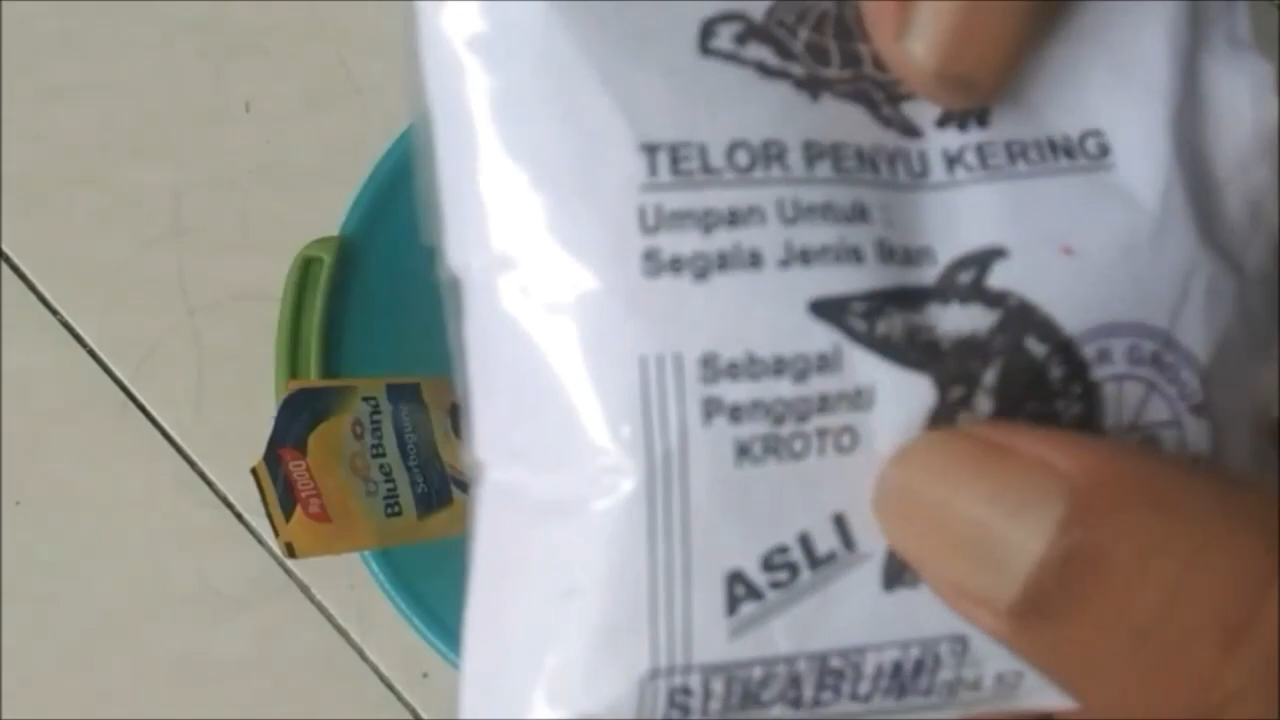 TELOR PENYU KERING
Umpan Untuk :
Segala Jenis Ikan
Sebagai
Pengganti
KROTO
ASLI
SUKABUMI
Blue Band
Serbaguna
Rp1000